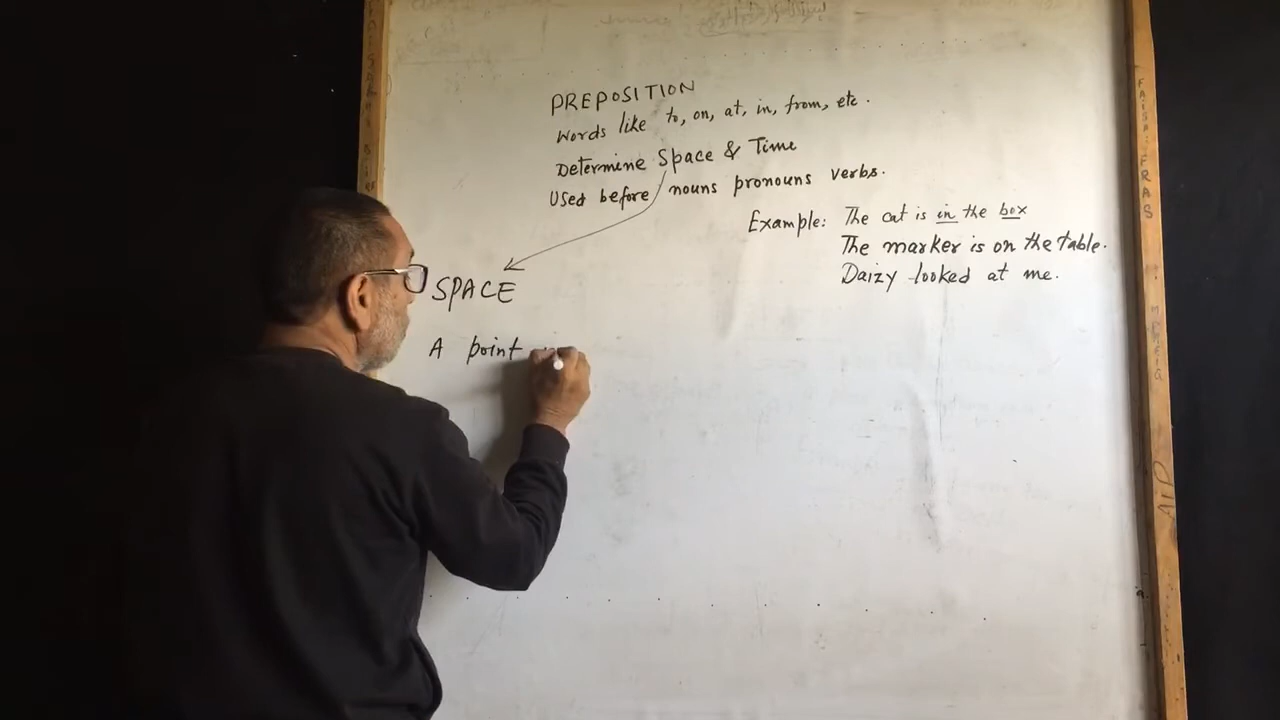 PREPOSITION
Words like to, on, at, in, from, etc.
Determine Space & Time
Used before nouns pronouns verbs.
Example: The cat is in the box
The marker is on the table.
Daizy looked at me.
SPACE
A point